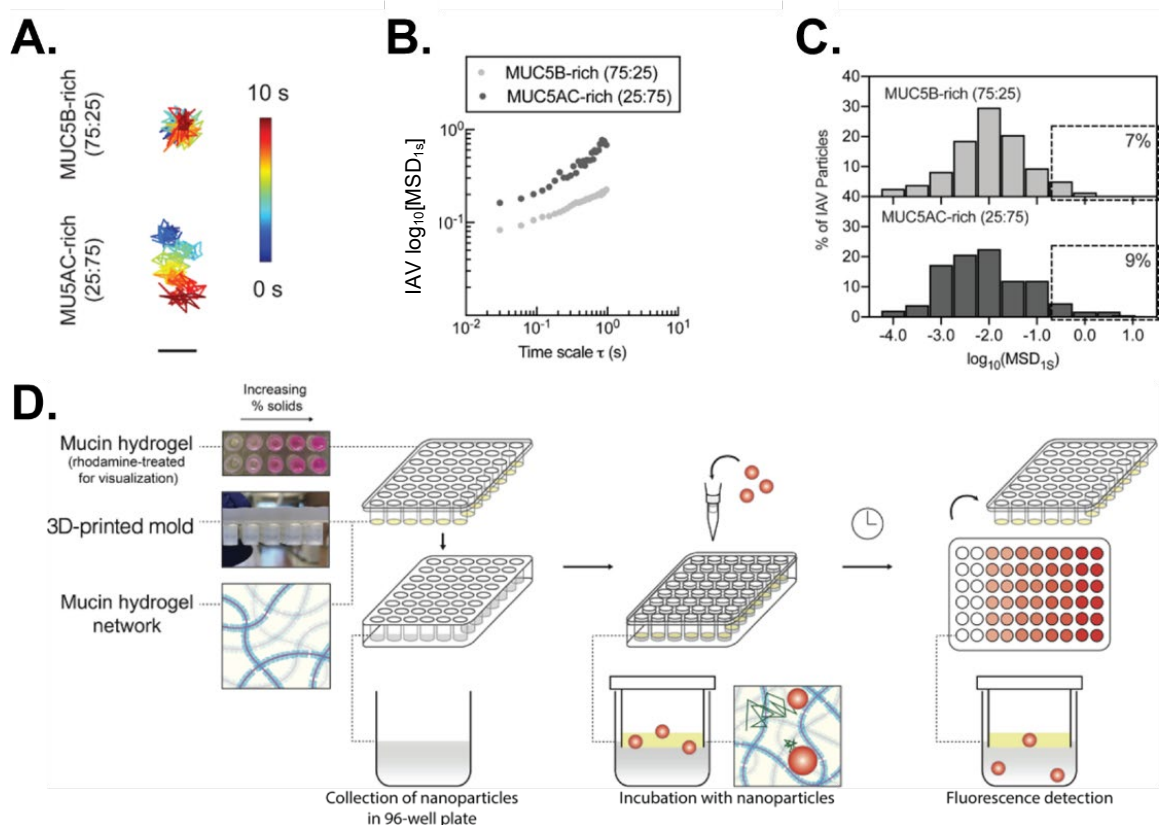 A.
MUC5B-rich
(75:25)
MU5AC-rich
(25:75)
10 s
0 s
B.
MUC5B-rich (75:25)
MUC5AC-rich (25:75)
IAV log10[MSD1s]
10^0
10^-1
10^-2
10^-1
10^0
10^1
Time scale τ (s)
C.
% of IAV Particles
40
30
20
10
40
30
20
10
0
MUC5B-rich (75:25)
7%
MUC5AC-rich (25:75)
9%
-4.0
-3.0
-2.0
-1.0
0.0
1.0
log10(MSD1S)
D.
Increasing
% solids
Mucin hydrogel
(rhodamine-treated
for visualization)
3D-printed mold
Mucin hydrogel
network
Collection of nanoparticles
in 96-well plate
Incubation with nanoparticles
Fluorescence detection